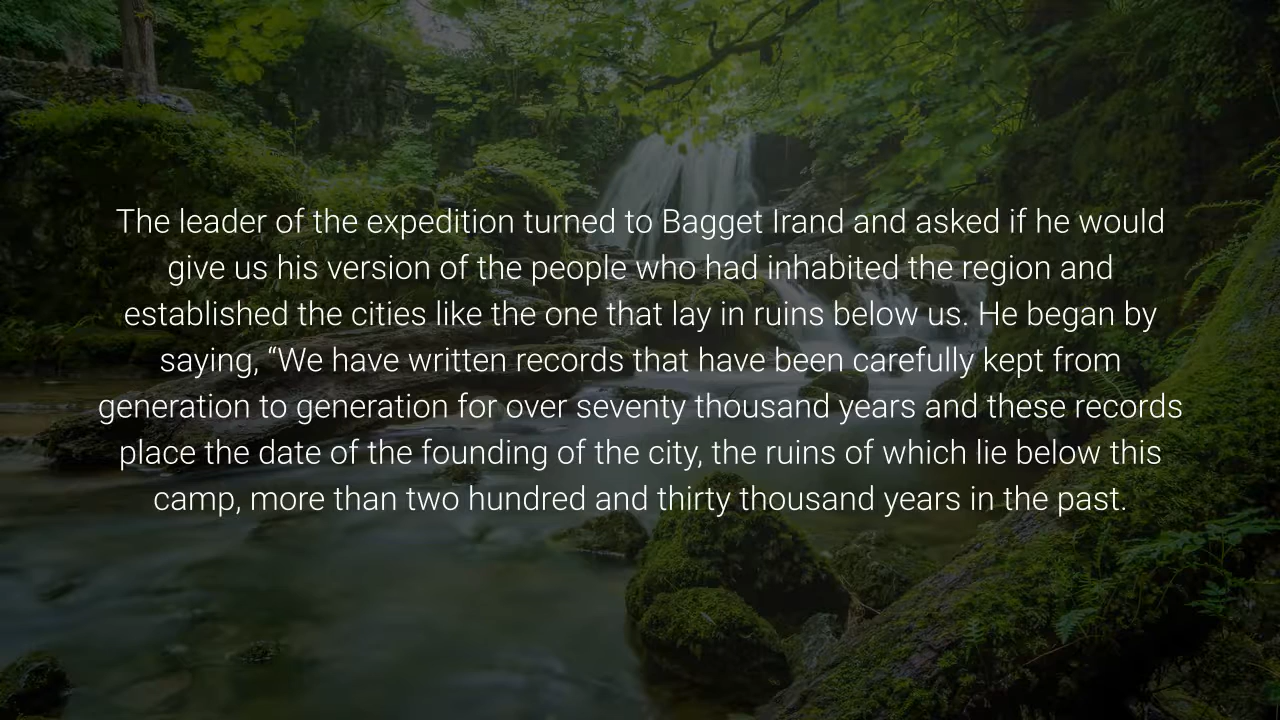 The leader of the expedition turned to Bagget Irand and asked if he would
give us his version of the people who had inhabited the region and
established the cities like the one that lay in ruins below us. He began by
saying, “We have written records that have been carefully kept from
generation to generation for over seventy thousand years and these records
place the date of the founding of the city, the ruins of which lie below this
camp, more than two hundred and thirty thousand years in the past.